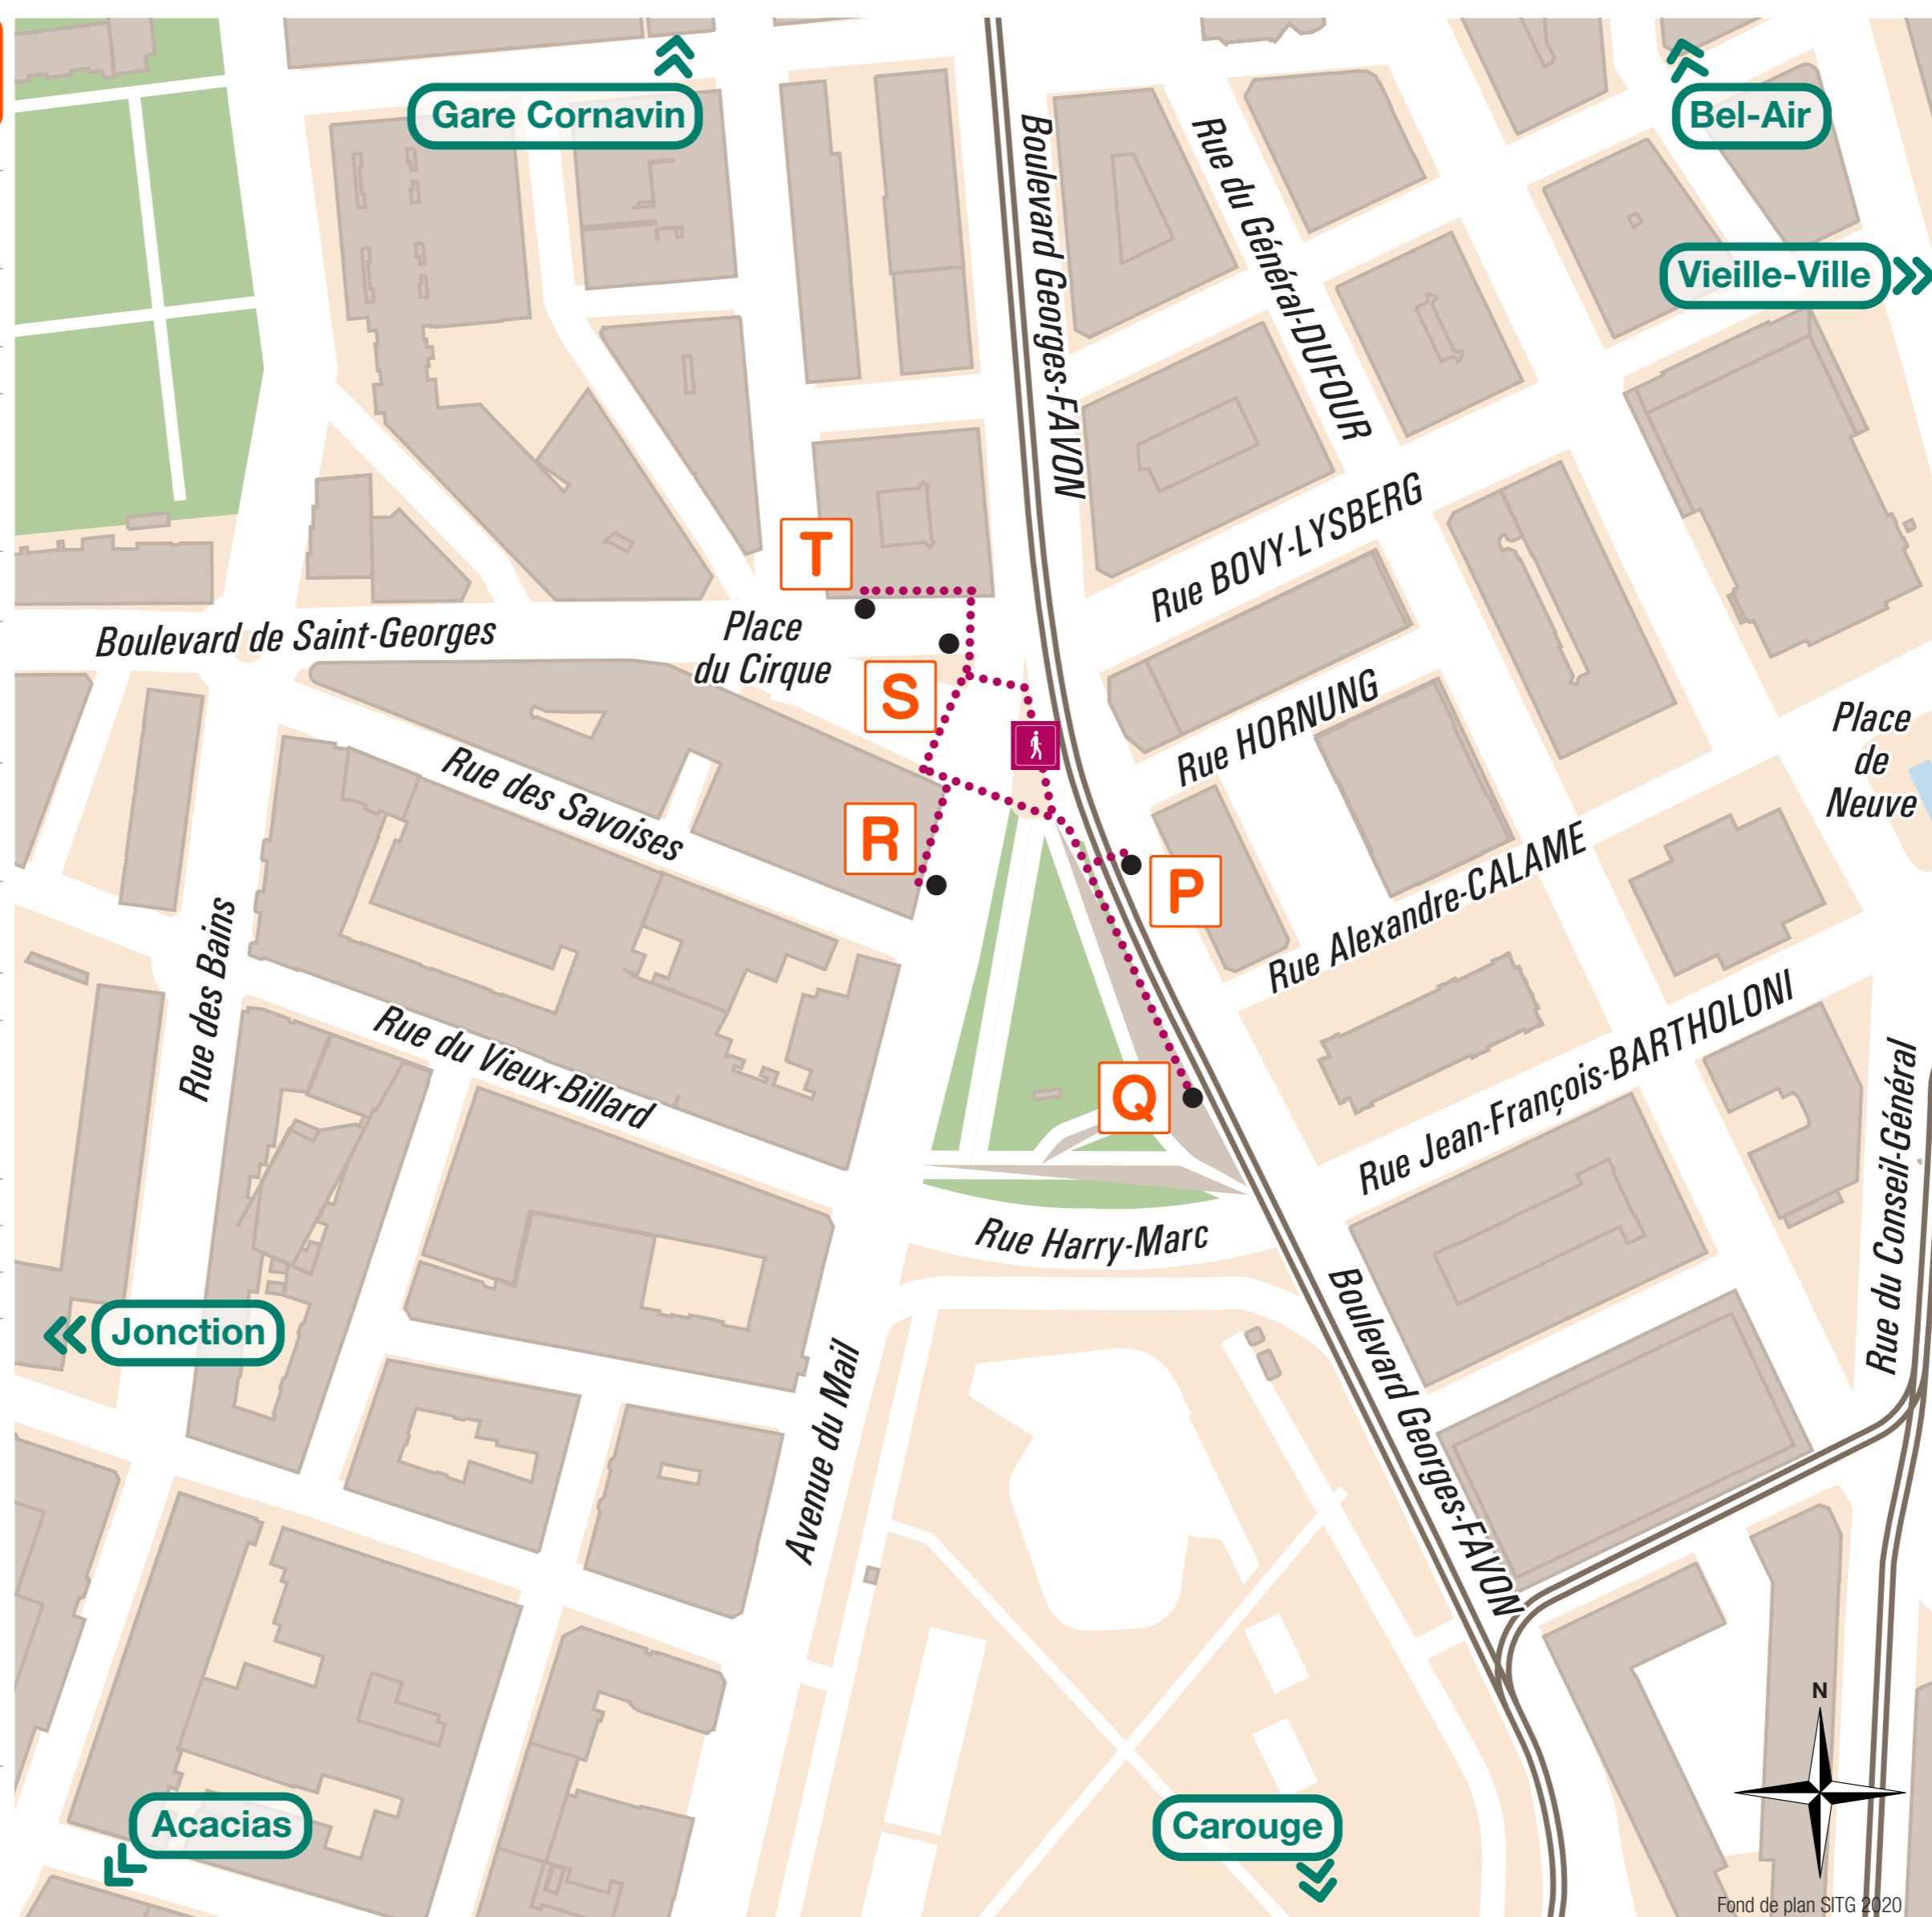 Gare Cornavin
Bel-Air
Vieille-Ville
Boulevard Georges-FAVON
Rue du Général-DUFOUR
Rue BOVY-LYSBERG
T
Boulevard de Saint-Georges
Place
du Cirque
S
Rue HORNUNG
Place
de
Neuve
Rue des Savoises
R
P
Rue Alexandre-CALAME
Rue des Bains
Rue du Vieux-Billard
Q
Rue Jean-François-BARTHOLONI
Rue du Conseil-Général
Rue Harry-Marc
Jonction
Boulevard Georges-FAVON
Avenue du Mail
N
Acacias
Carouge
Fond de plan SITG 2020